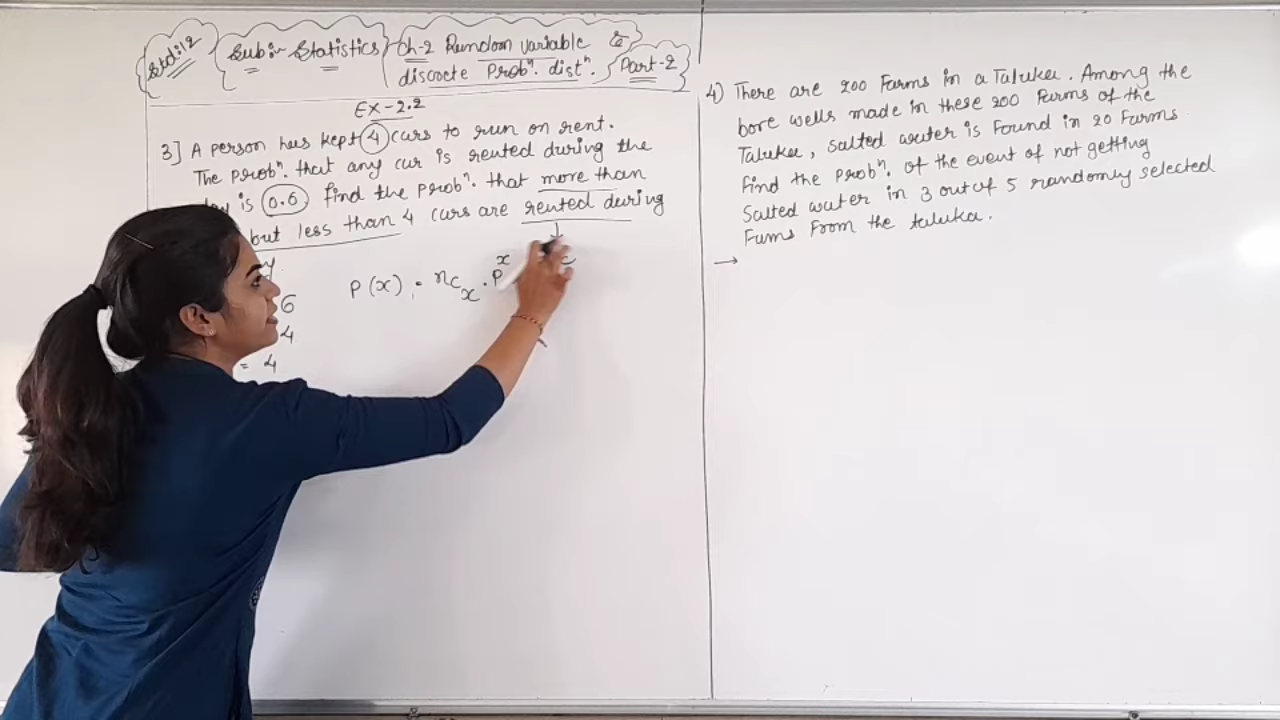 Std:12
Sub:- Statistics
Ch-2 Random variable &
discrete Prob^n. dist^n.
Part-2
EX-2.2
3] A person has kept 4 cars to run on rent.
The prob^n. that any car is rented during the
is 0.6 find the prob^n. that more than
but less than 4 cars are rented during
P(x) = nC_x . P^x
6
4
= 4
4) There are 200 Farms in a Taluka. Among the
bore wells made in these 200 Farms of the
Taluka, salted water is Found in 20 Farms.
Find the prob^n. of the event of not getting
Salted water in 3 out of 5 randomly selected
Fums From the taluka.
→